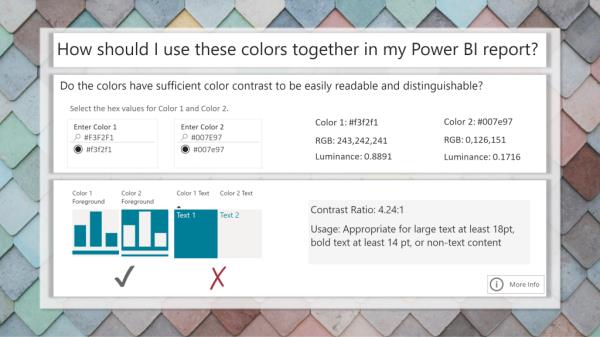 How should I use these colors together in my Power BI report?
Do the colors have sufficient color contrast to be easily readable and distinguishable?
Select the hex values for Color 1 and Color 2.
Enter Color 1
#F3F2F1
#f3f2f1
Enter Color 2
#007E97
#007e97
Color 1: #f3f2f1
RGB: 243,242,241
Luminance: 0.8891
Color 2: #007e97
RGB: 0,126,151
Luminance: 0.1716
Color 1
Foreground
Color 2
Foreground
Color 1 Text
Color 2 Text
Text 1
Text 2
Contrast Ratio: 4.24:1
Usage: Appropriate for large text at least 18pt,
bold text at least 14 pt, or non-text content
More Info